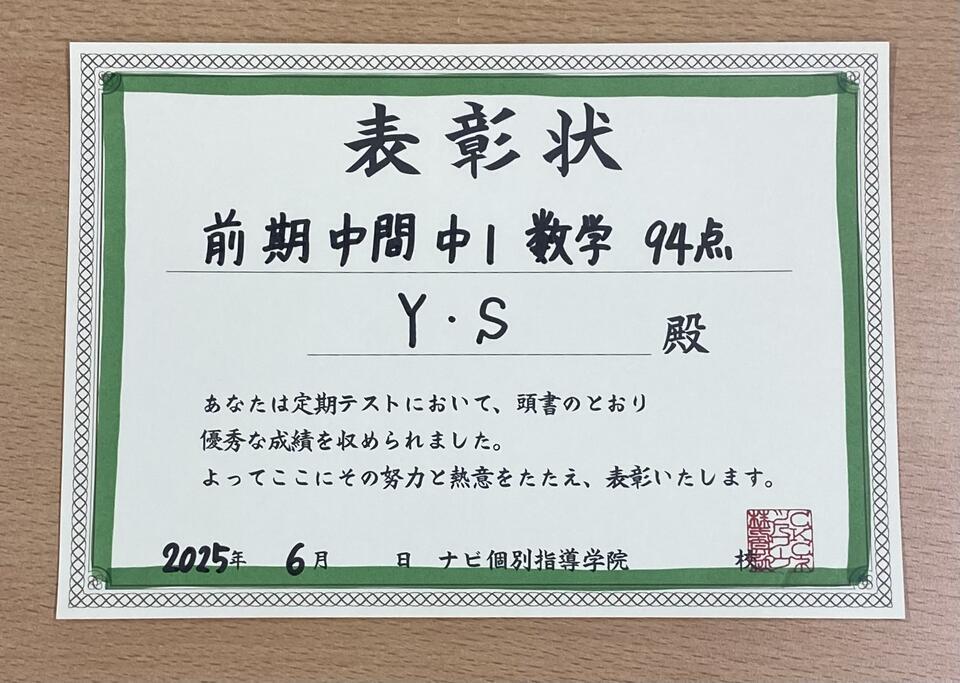 表彰状
前期中間 中1 数学 94点
Y・S 殿
あなたは定期テストにおいて、頭書のとおり
優秀な成績を収められました。
よってここにその努力と熱意をたたえ、表彰いたします。
2025年 6月 日 ナビ個別指導学院 校